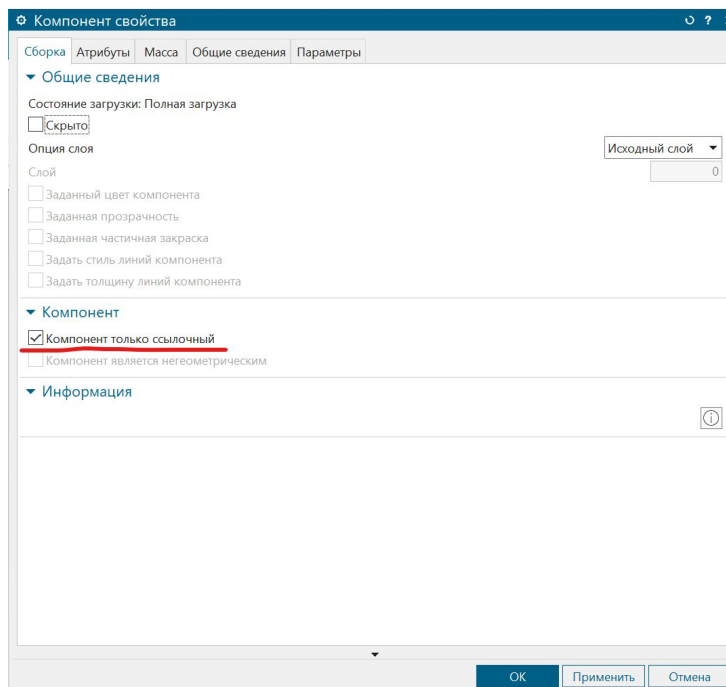 Компонент свойства
?
Сборка Атрибуты Масса Общие сведения Параметры
Общие сведения
Состояние загрузки: Полная загрузка
Скрыто
Опция слоя Исходный слой
Слой 0
Заданный цвет компонента
Заданная прозрачность
Заданная частичная закраска
Задать стиль линий компонента
Задать толщину линий компонента
Компонент
Компонент только ссылочный
Компонент является негеометрическим
Информация
ОК Применить Отмена